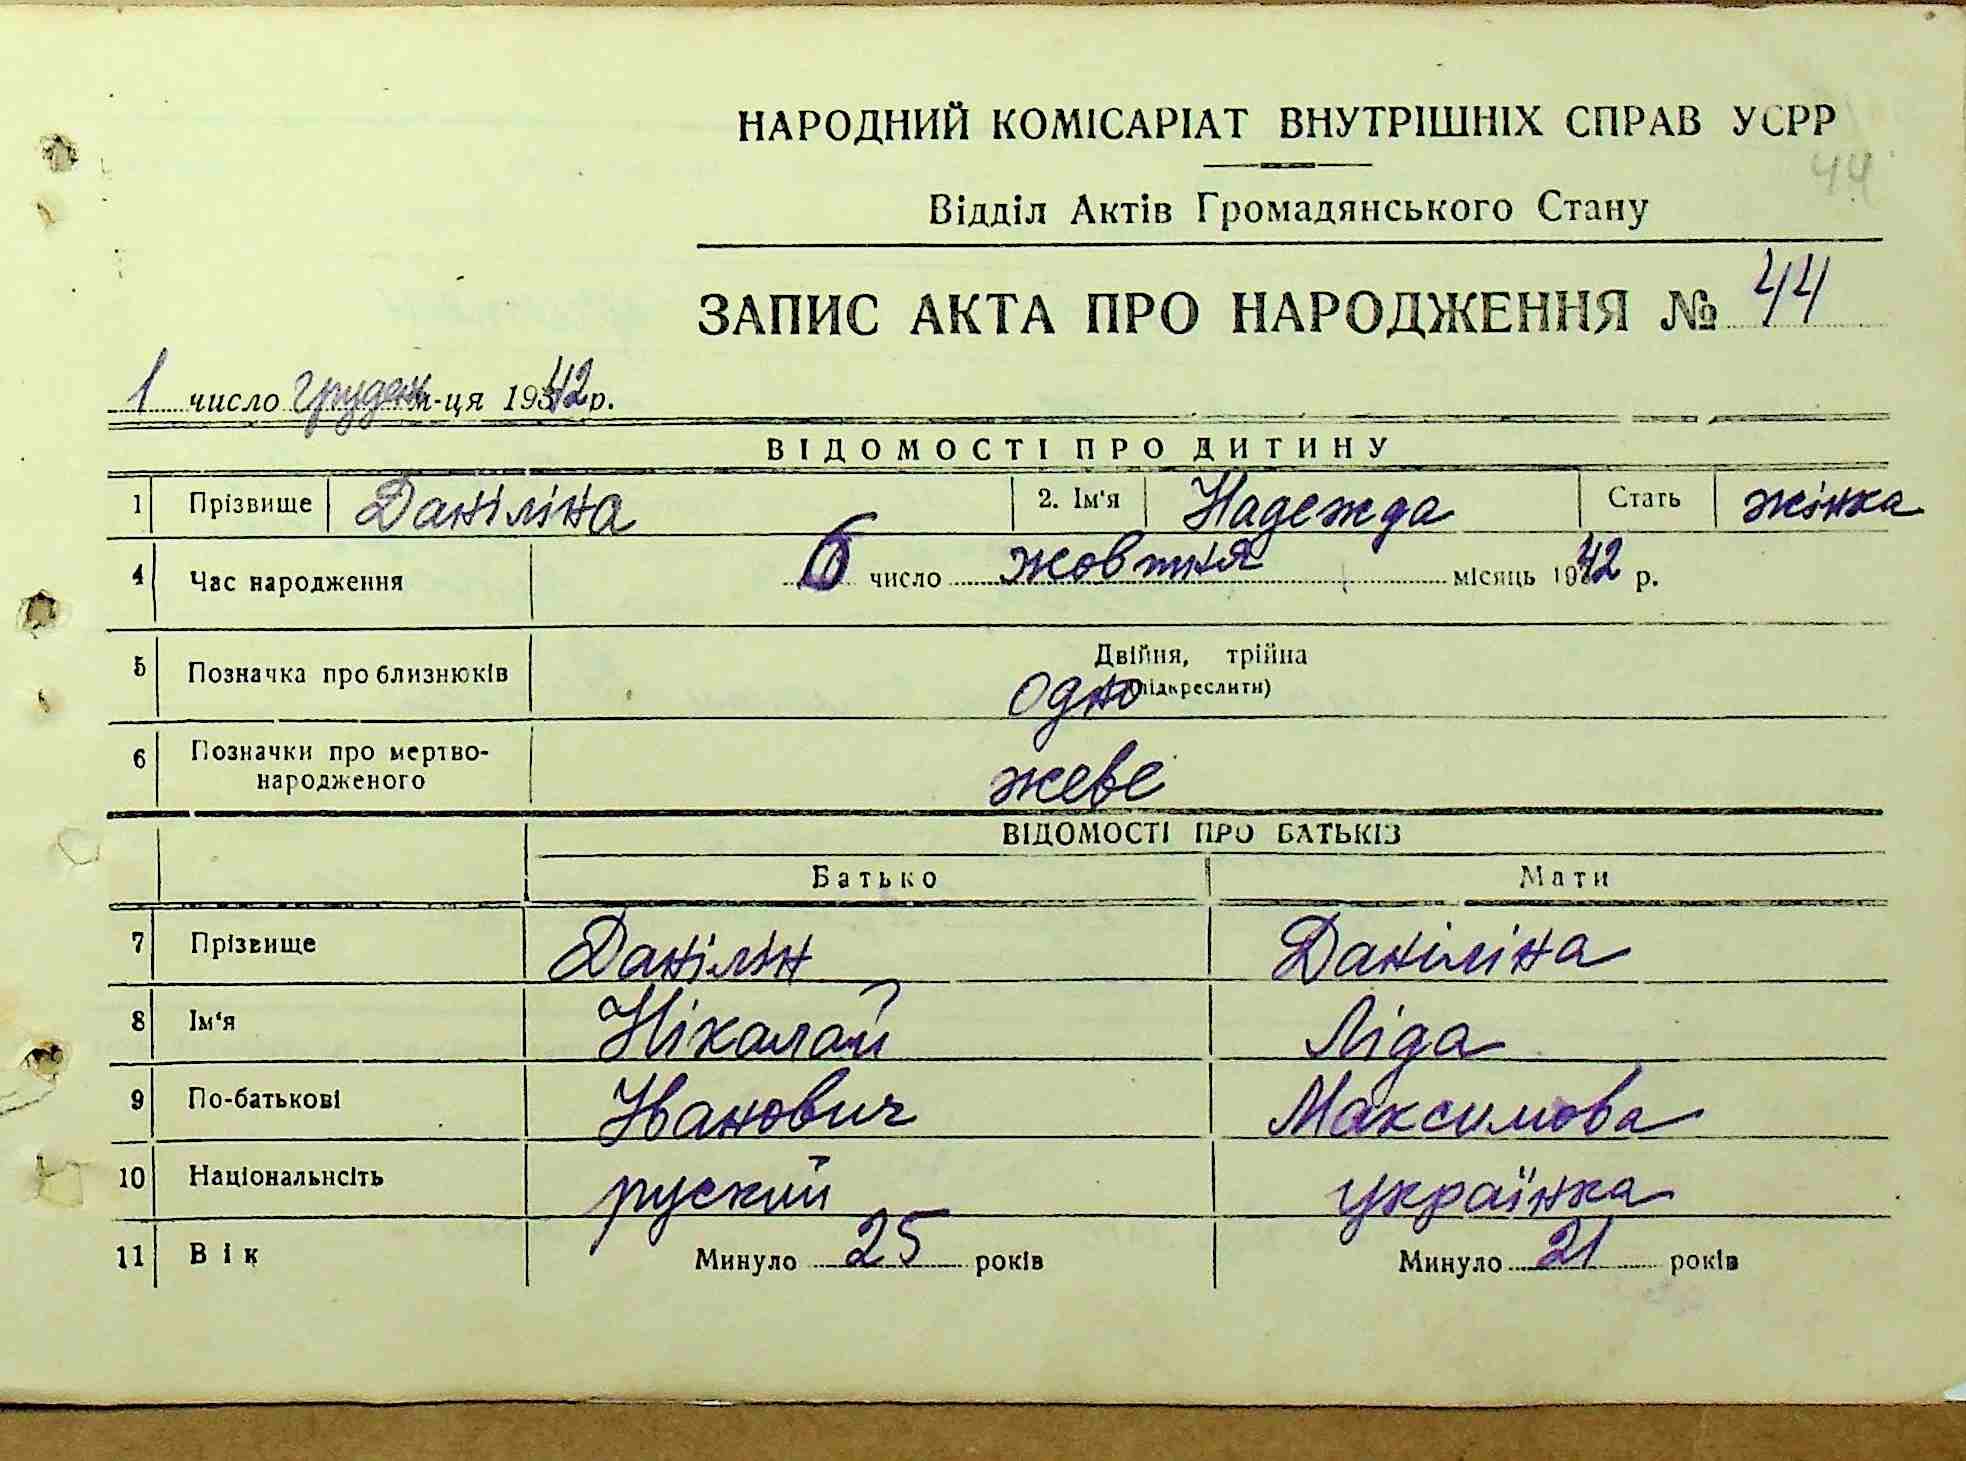 НАРОДНИЙ КОМІСАРІАТ ВНУТРІШНІХ СПРАВ УСРР
44
Відділ Актів Громадянського Стану
ЗАПИС АКТА ПРО НАРОДЖЕННЯ № 44
1 число грудень м-ця 1942 р.
ВІДОМОСТІ ПРО ДИТИНУ
1 Прізвище Даніліна 2. Ім'я Надежда Стать жінка
4 Час народження 6 число жовтня місяць 1942 р.
5 Позначка про близнюків Двійня, трійня
одно (підкреслити)
6 Позначки про мертво-
народженого жеве
ВІДОМОСТІ ПРО БАТЬКІЗ
Батько Мати
7 Прізвище Данілін Даніліна
8 Ім'я Ніколай Ліда
9 По-батькові Іванович Максимова
10 Національність руский українка
11 Вік Минуло 25 років Минуло 21 років